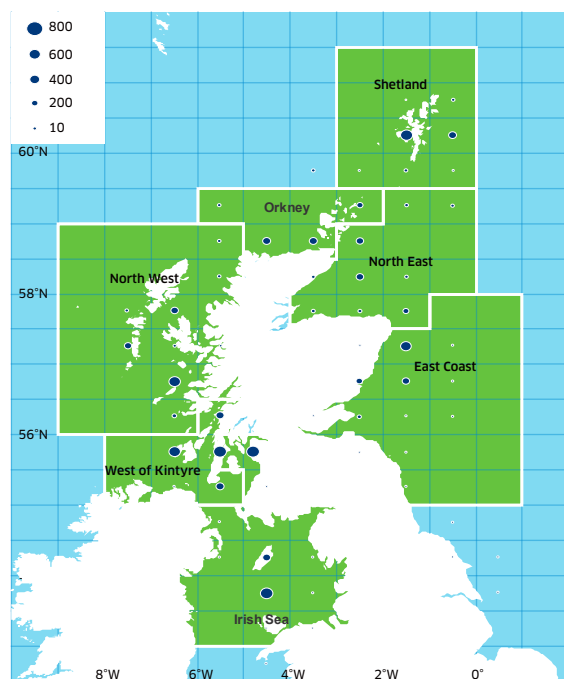 800
600
400
200
10
Shetland
60°N
Orkney
North East
North West
58°N
East Coast
56°N
West of Kintyre
Irish Sea
8°W 6°W 4°W 2°W 0°